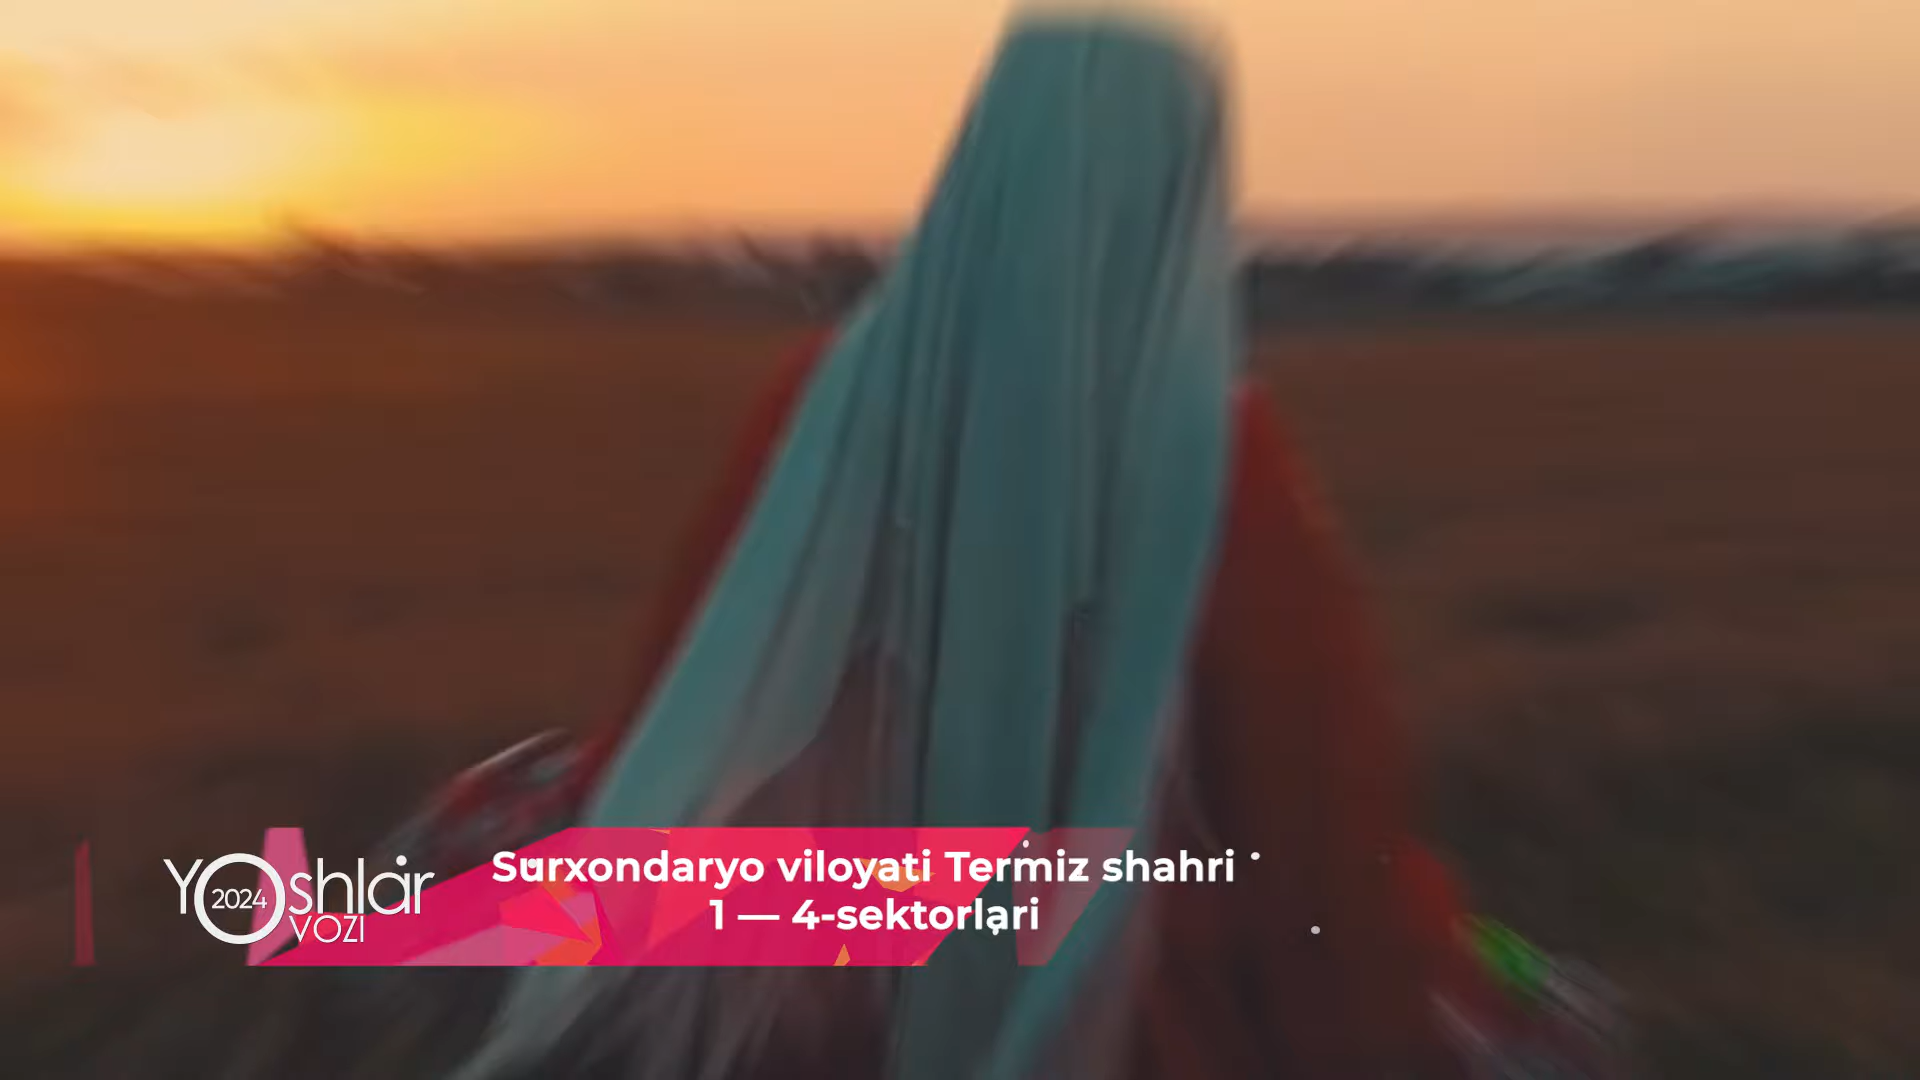 YOshlar
2024
VOZI
Surxondaryo viloyati Termiz shahri
1 — 4-sektorlari